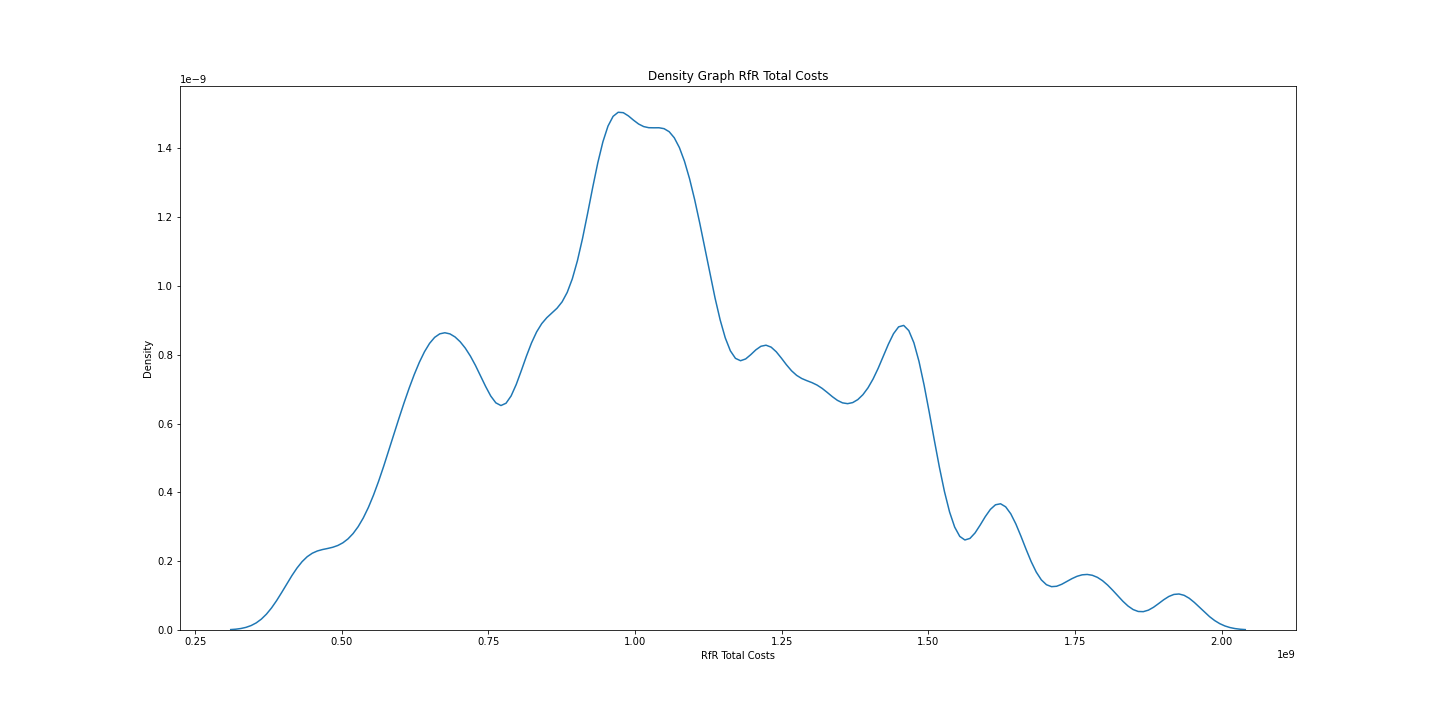 Density Graph RfR Total Costs
1e−9
Density
1.4
1.2
1.0
0.8
0.6
0.4
0.2
0.0
0.25 0.50 0.75 1.00 1.25 1.50 1.75 2.00
RfR Total Costs
1e9